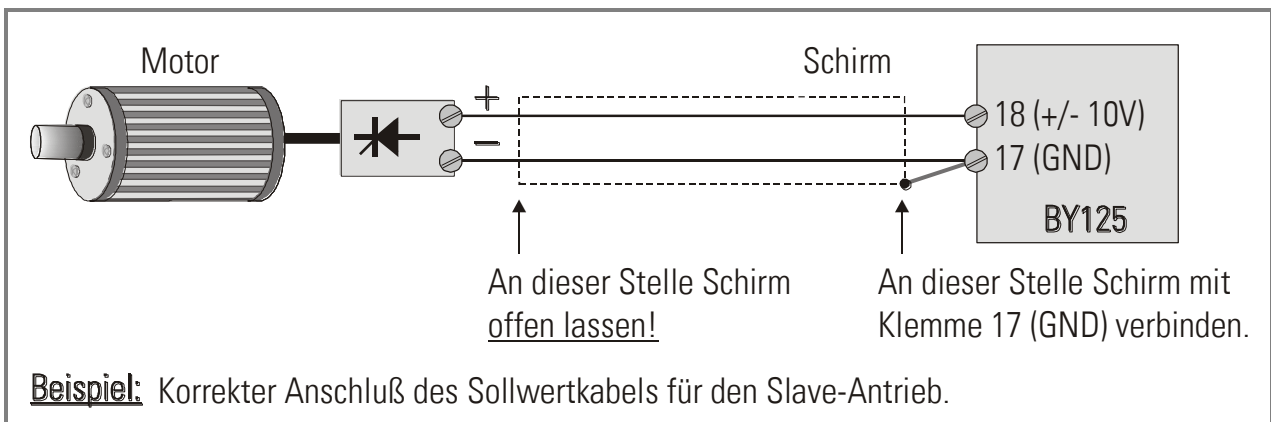 Motor
Schirm
+
−
18 (+/- 10V)
17 (GND)
BY125
An dieser Stelle Schirm
offen lassen!
An dieser Stelle Schirm mit
Klemme 17 (GND) verbinden.
Beispiel: Korrekter Anschluß des Sollwertkabels für den Slave-Antrieb.